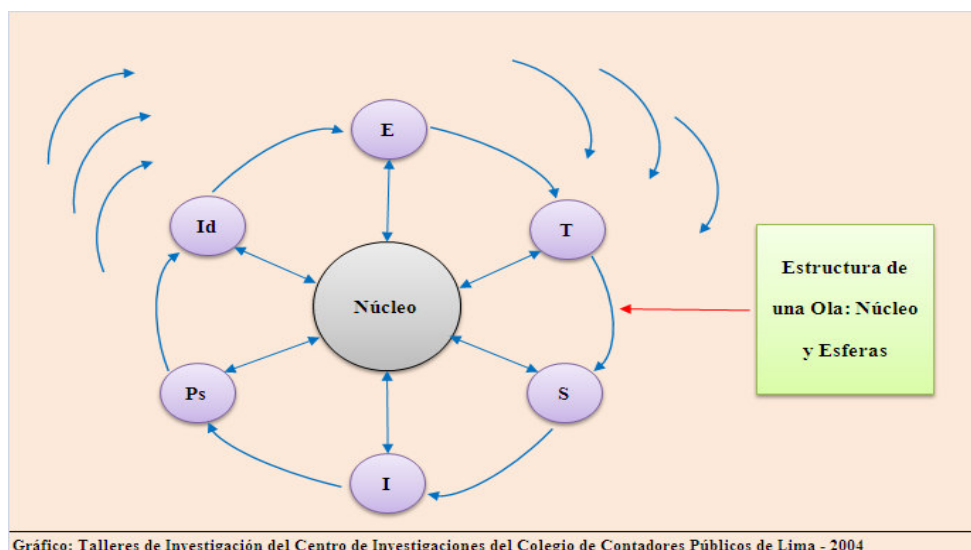 E
Id
T
Núcleo
Estructura de
una Ola: Núcleo
y Esferas
Ps
S
I
Gráfico: Talleres de Investigación del Centro de Investigaciones del Colegio de Contadores Públicos de Lima - 2004